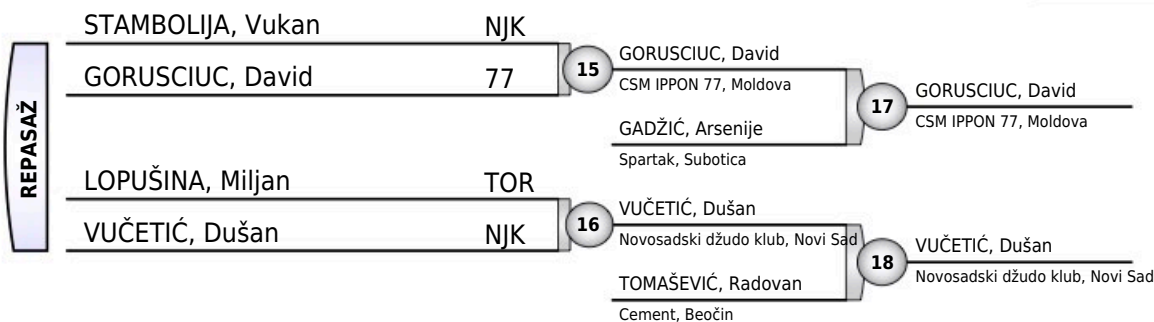 REPASAŽ
STAMBOLIJA, Vukan NJK
GORUSCIUC, David 77
15
GORUSCIUC, David
CSM IPPON 77, Moldova
GADŽIĆ, Arsenije
Spartak, Subotica
17
GORUSCIUC, David
CSM IPPON 77, Moldova
LOPUŠINA, Miljan TOR
VUČETIĆ, Dušan NJK
16
VUČETIĆ, Dušan
Novosadski džudo klub, Novi Sad
TOMAŠEVIĆ, Radovan
Cement, Beočin
18
VUČETIĆ, Dušan
Novosadski džudo klub, Novi Sad